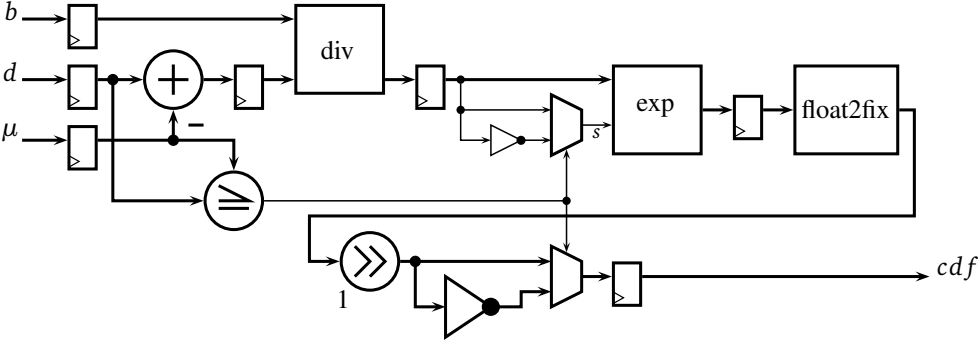 b
div
d
+
exp
float2fix
μ
−
s
≥
≫
1
cdf